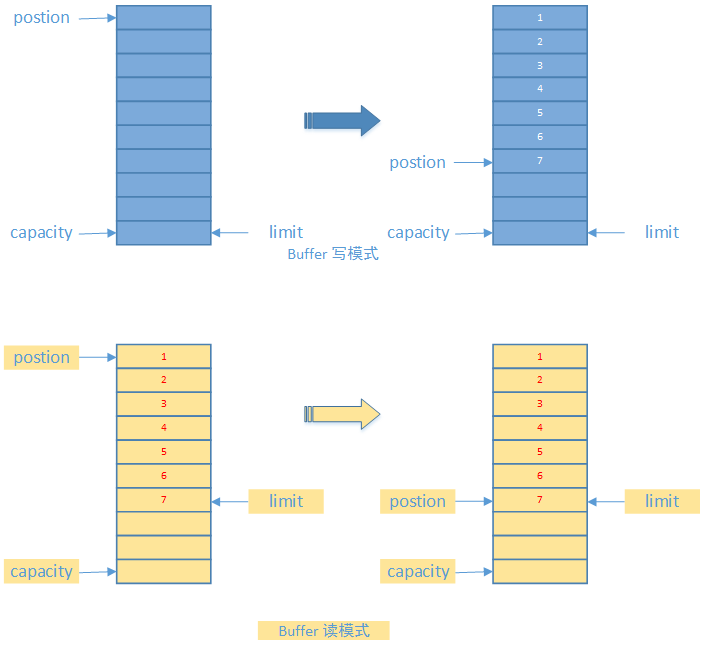 postion
1
2
3
4
5
6
postion
7
capacity
limit
capacity
limit
Buffer 写模式
postion
1
1
2
2
3
3
4
4
5
5
6
6
7
limit
postion
7
limit
capacity
capacity
Buffer 读模式